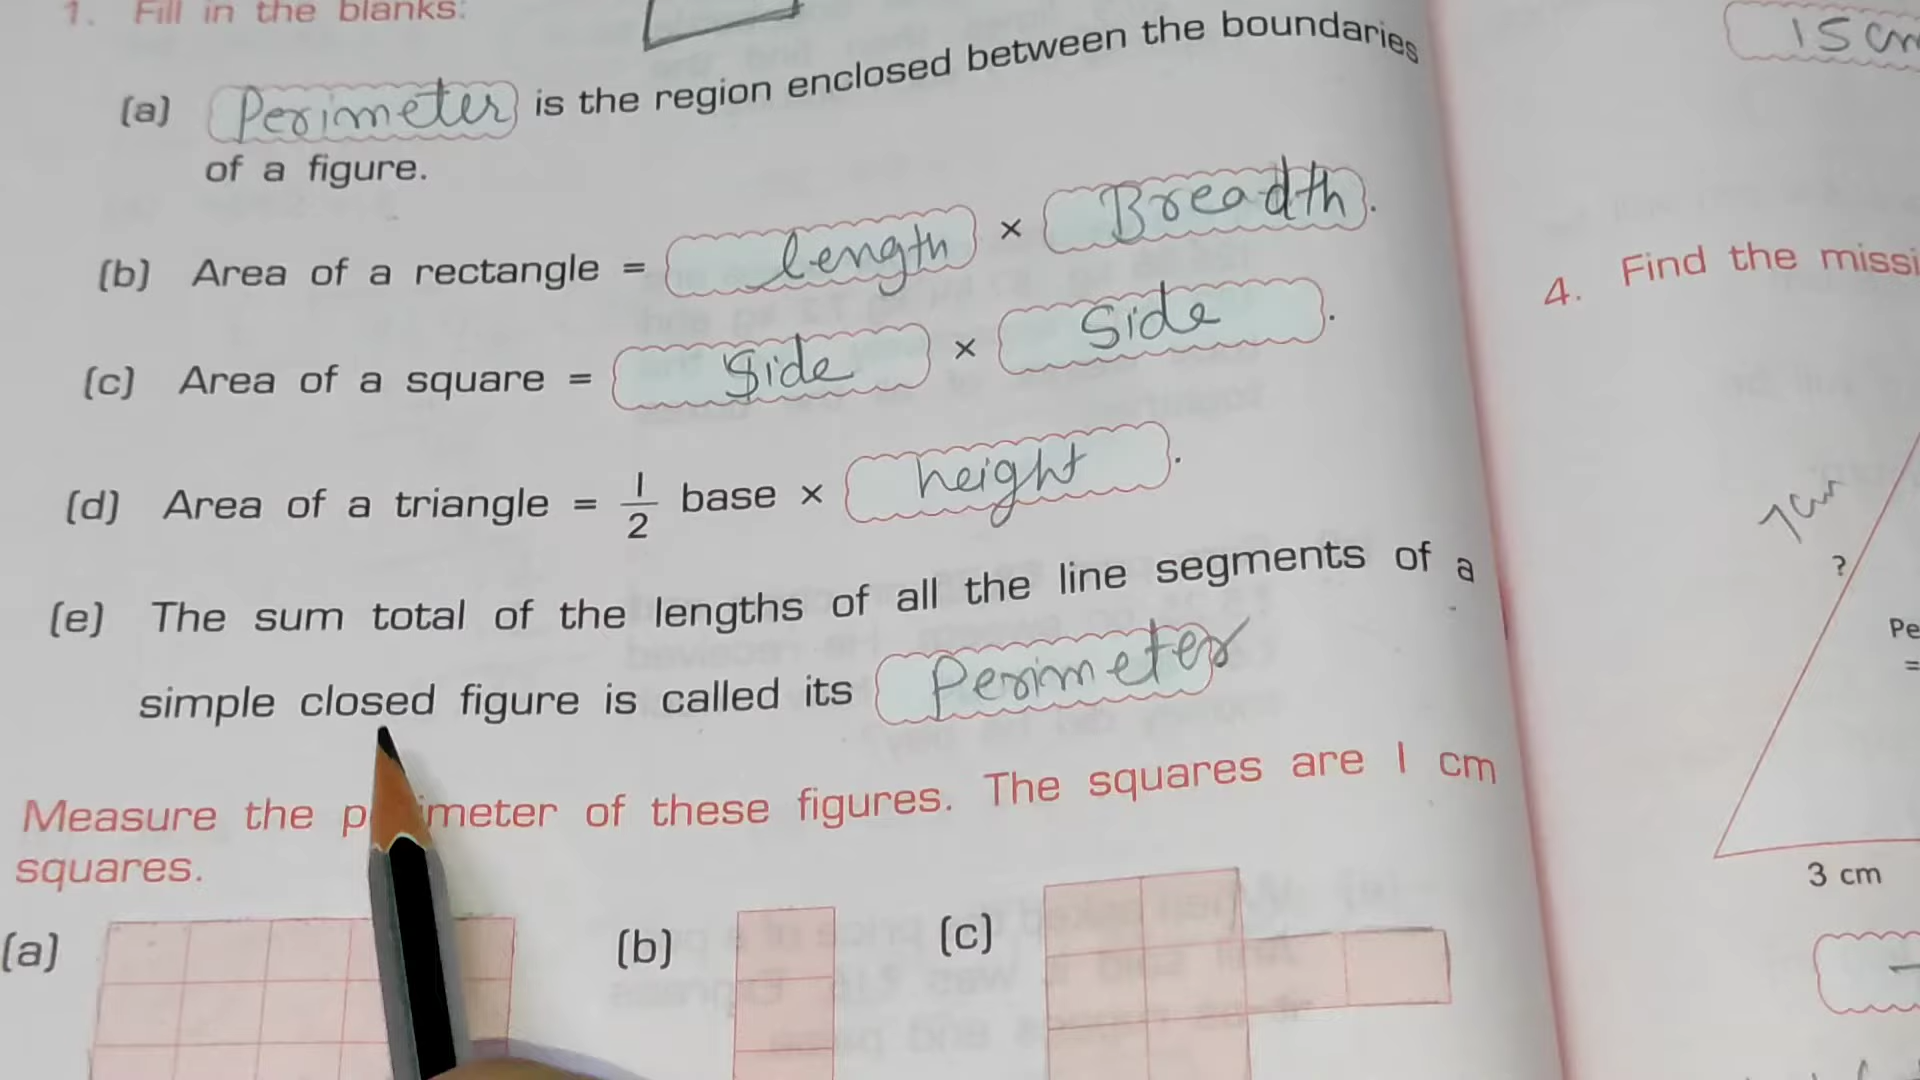 1. Fill in the blanks:
(a) Perimeter is the region enclosed between the boundaries
of a figure.
(b) Area of a rectangle = length × Breadth.
(c) Area of a square = Side × Side.
(d) Area of a triangle = 1/2 base × height.
(e) The sum total of the lengths of all the line segments of a
simple closed figure is called its Perimeter
Measure the perimeter of these figures. The squares are 1 cm
squares.
(a) (b) (c)
15 cm
4. Find the missi
7cm
?
Pe
=
3 cm